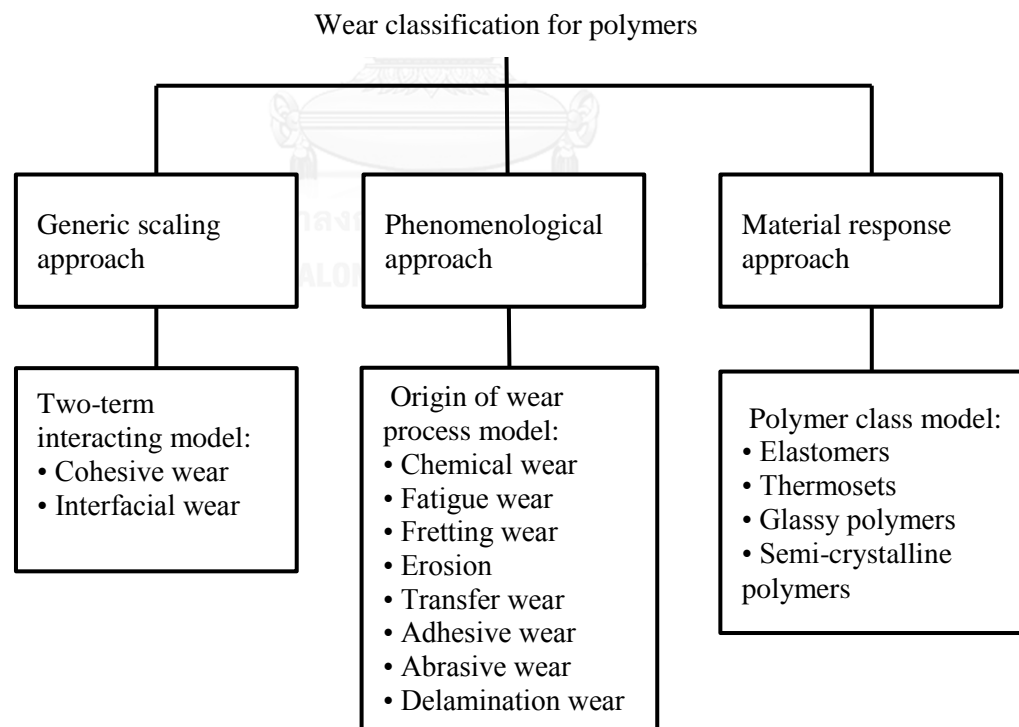 Wear classification for polymers
Generic scaling
approach
Phenomenological
approach
Material response
approach
Two-term
interacting model:
• Cohesive wear
• Interfacial wear
Origin of wear
process model:
• Chemical wear
• Fatigue wear
• Fretting wear
• Erosion
• Transfer wear
• Adhesive wear
• Abrasive wear
• Delamination wear
Polymer class model:
• Elastomers
• Thermosets
• Glassy polymers
• Semi-crystalline
polymers